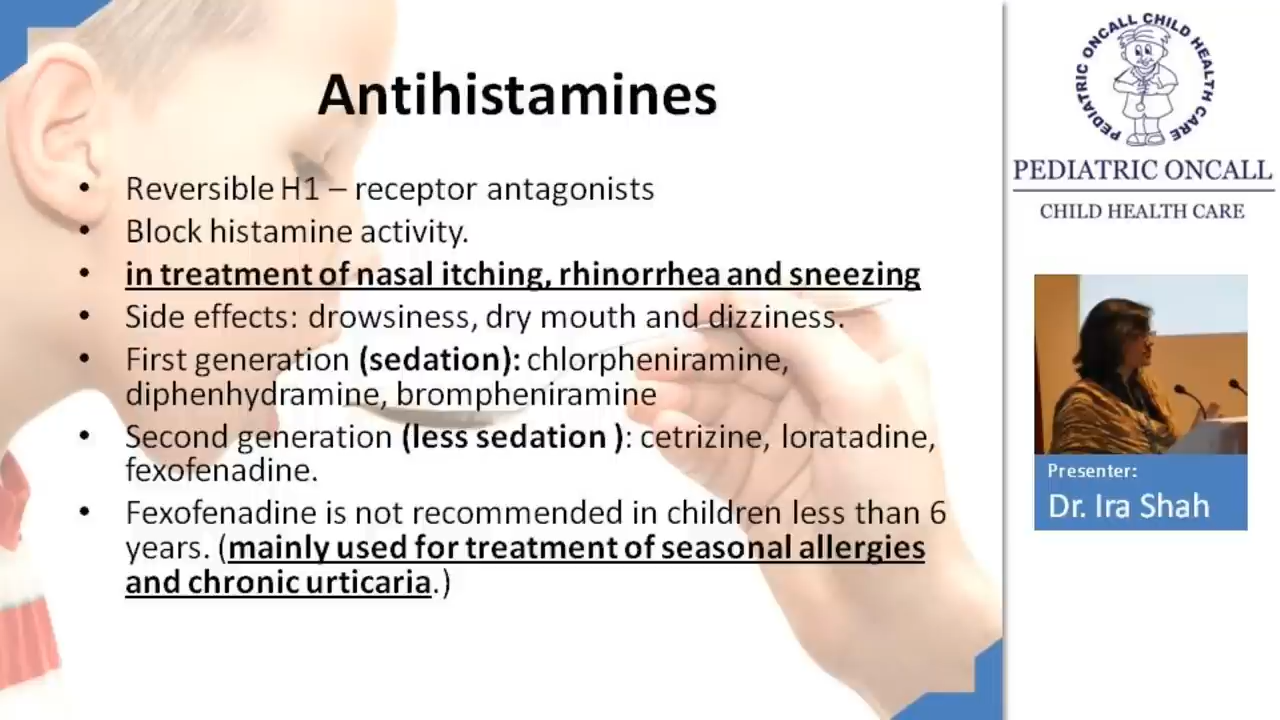 Antihistamines
• Reversible H1 – receptor antagonists
• Block histamine activity.
• in treatment of nasal itching, rhinorrhea and sneezing
• Side effects: drowsiness, dry mouth and dizziness.
• First generation (sedation): chlorpheniramine,
diphenhydramine, brompheniramine
• Second generation (less sedation ): cetrizine, loratadine,
fexofenadine.
• Fexofenadine is not recommended in children less than 6
years. (mainly used for treatment of seasonal allergies
and chronic urticaria.)
PEDIATRIC ONCALL CHILD HEALTH CARE
PEDIATRIC ONCALL
CHILD HEALTH CARE
Presenter:
Dr. Ira Shah